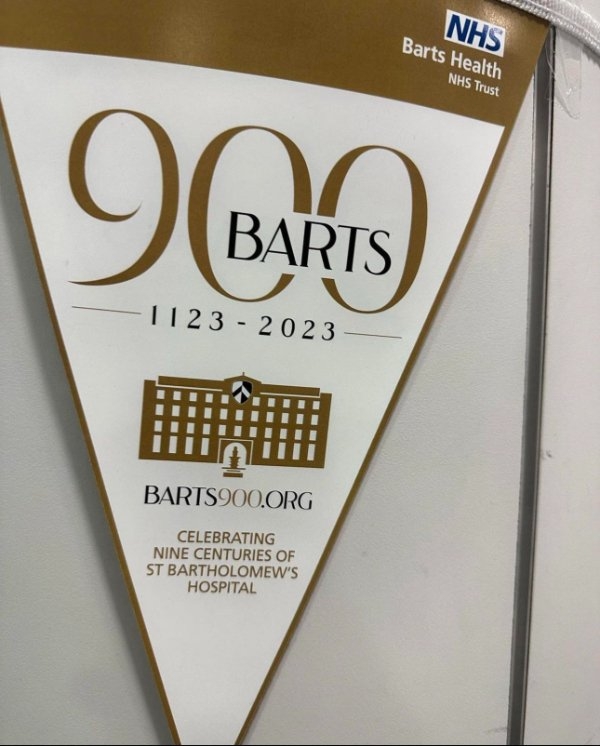 NHS
Barts Health
NHS Trust
900
BARTS
1123 - 2023
BARTS900.ORG
CELEBRATING
NINE CENTURIES OF
ST BARTHOLOMEW'S
HOSPITAL